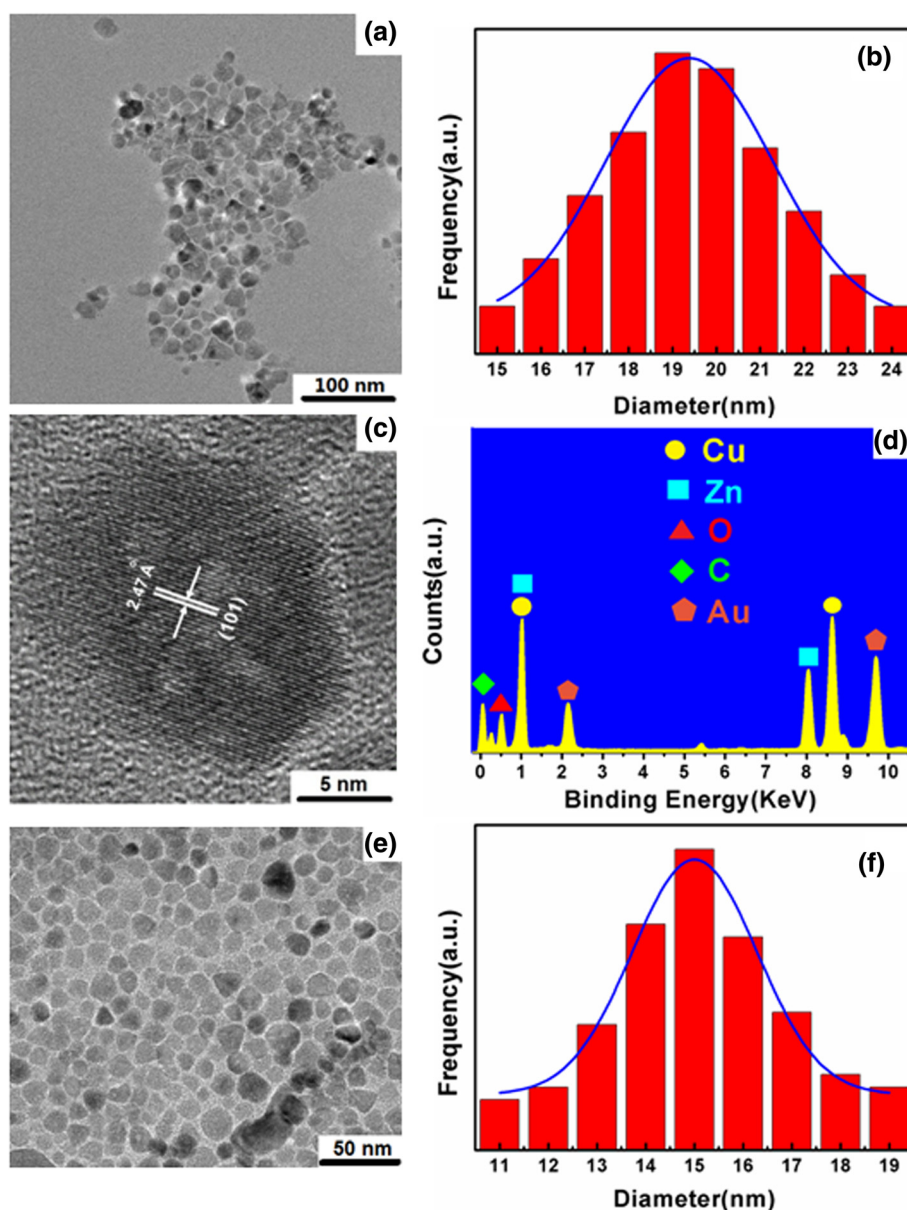 (a)
100 nm
(b)
Frequency(a.u.)
15 16 17 18 19 20 21 22 23 24
Diameter(nm)
(c)
2.47 Å
(101)
5 nm
(d)
Cu
Zn
O
C
Au
Counts(a.u.)
0 1 2 3 4 5 6 7 8 9 10
Binding Energy(KeV)
(e)
50 nm
(f)
Frequency(a.u.)
11 12 13 14 15 16 17 18 19
Diameter(nm)